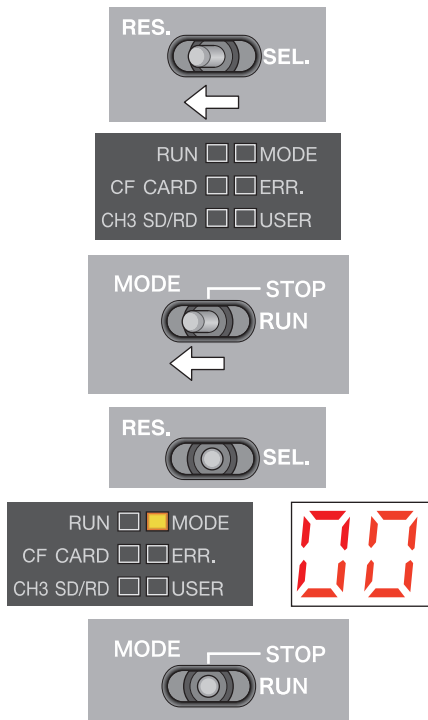 RES.
SEL.
RUN MODE
CF CARD ERR.
CH3 SD/RD USER
MODE STOP
RUN
RES.
SEL.
RUN MODE
CF CARD ERR.
CH3 SD/RD USER
00
MODE STOP
RUN